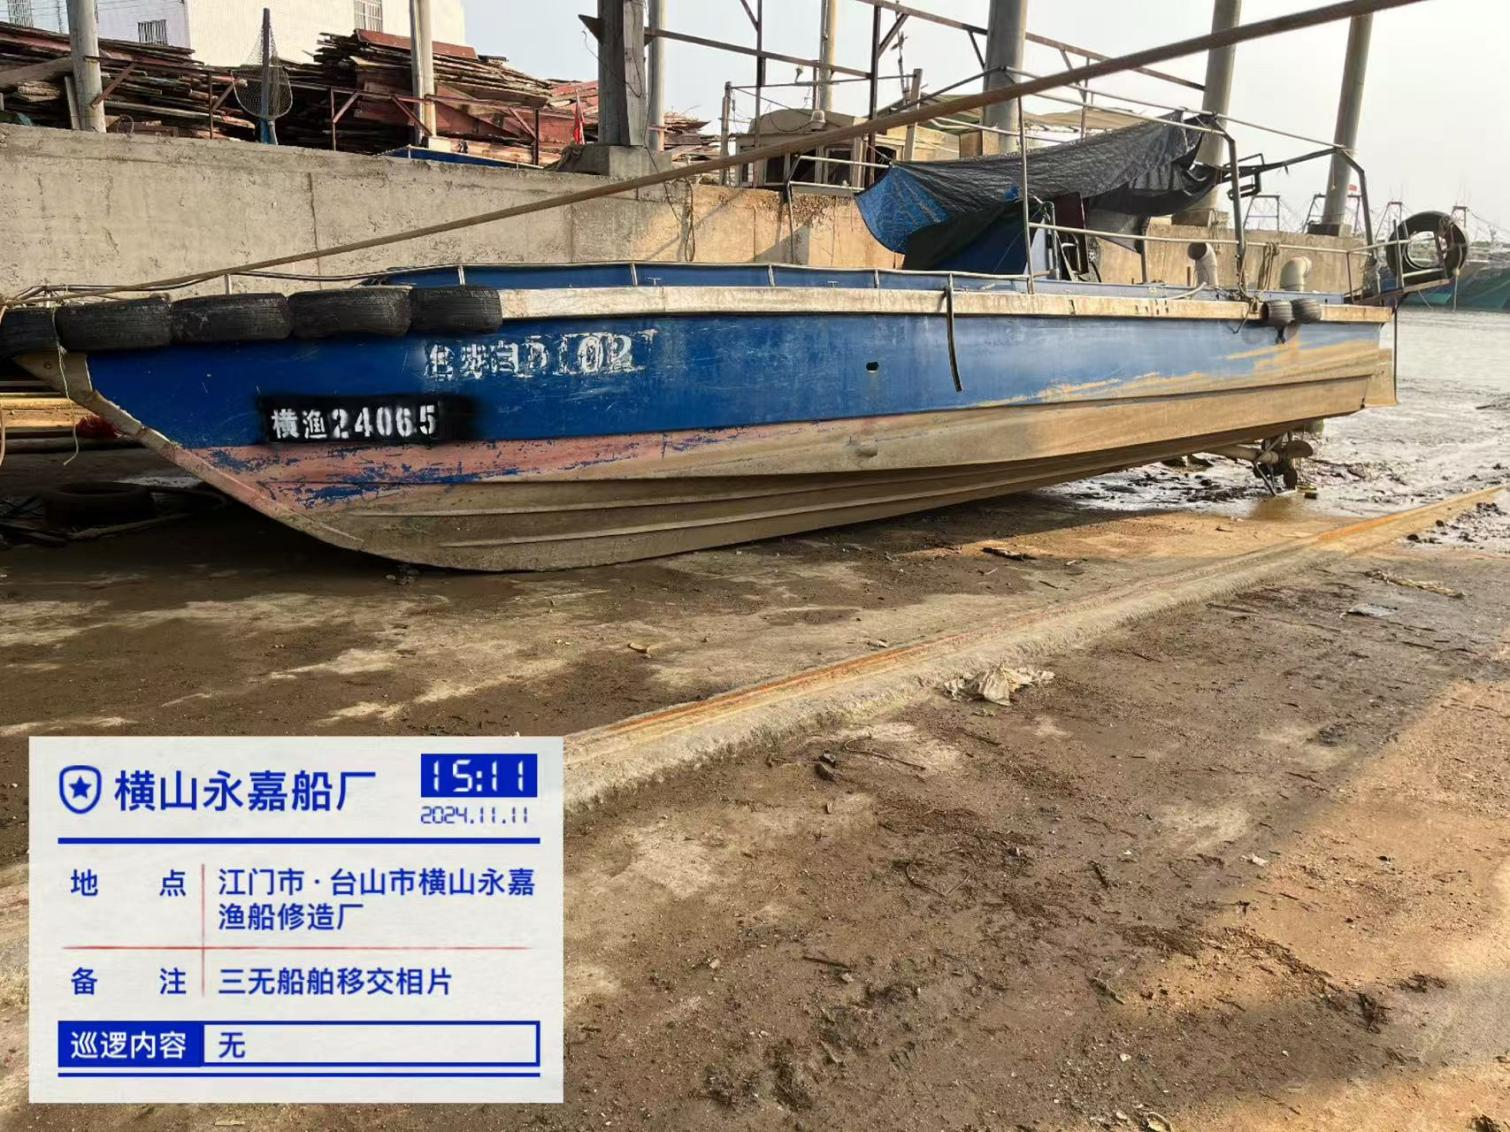 横渔24065
横山永嘉船厂
15:11
2024.11.11
地 点
江门市·台山市横山永嘉
渔船修造厂
备 注
三无船舶移交相片
巡逻内容
无